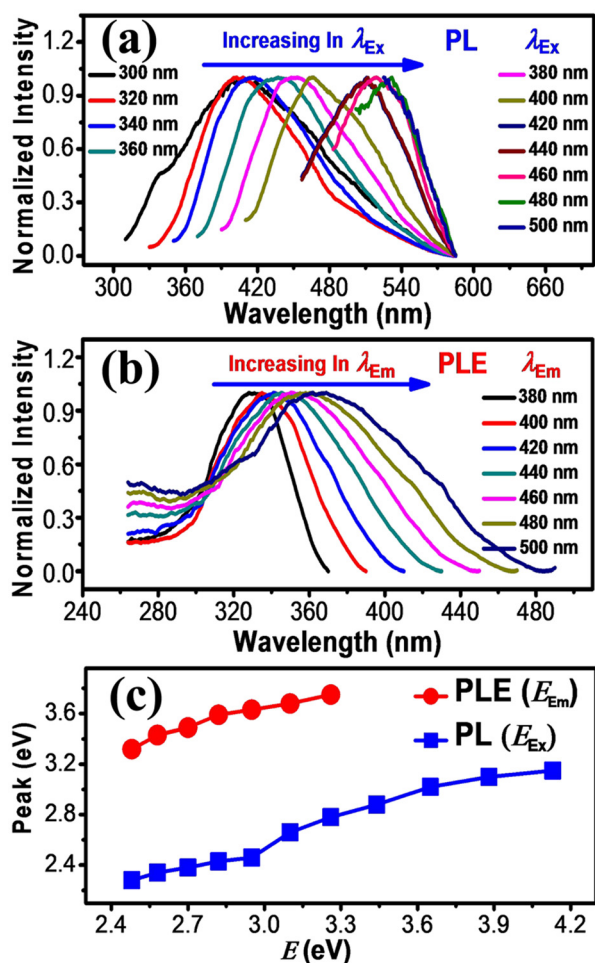 (a) Increasing In λEx PL λEx
Normalized Intensity
1.2
0.9
0.6
0.3
0.0
300 nm
320 nm
340 nm
360 nm
380 nm
400 nm
420 nm
440 nm
460 nm
480 nm
500 nm
300 360 420 480 540 600 660
Wavelength (nm)
(b) Increasing In λEm PLE λEm
Normalized Intensity
1.2
0.9
0.6
0.3
0.0
380 nm
400 nm
420 nm
440 nm
460 nm
480 nm
500 nm
240 280 320 360 400 440 480 520
Wavelength (nm)
(c)
PLE (EEm)
PL (EEx)
Peak (eV)
3.6
3.2
2.8
2.4
2.4 2.7 3.0 3.3 3.6 3.9 4.2
E (eV)